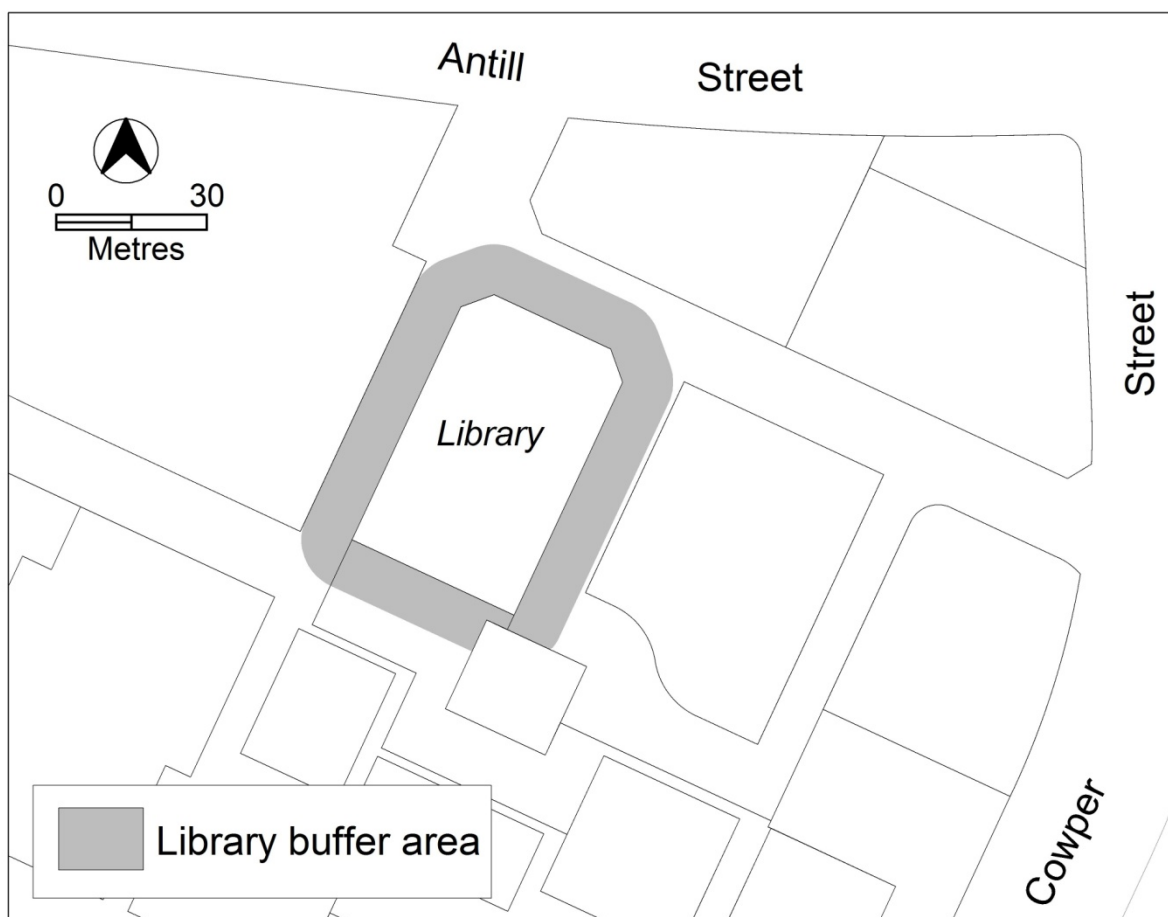 Antill Street
0 30
Metres
Street
Library
Cowper
Library buffer area